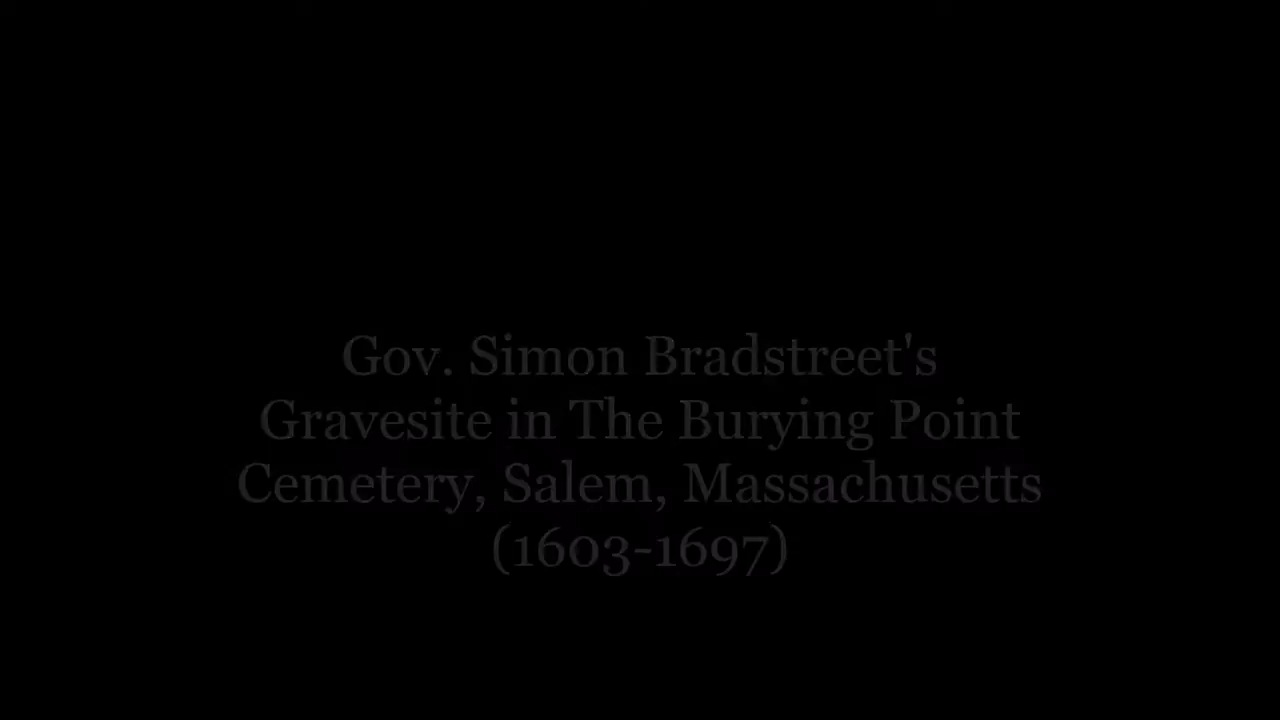 Gov. Simon Bradstreet's
Gravesite in The Burying Point
Cemetery, Salem, Massachusetts
(1603-1697)